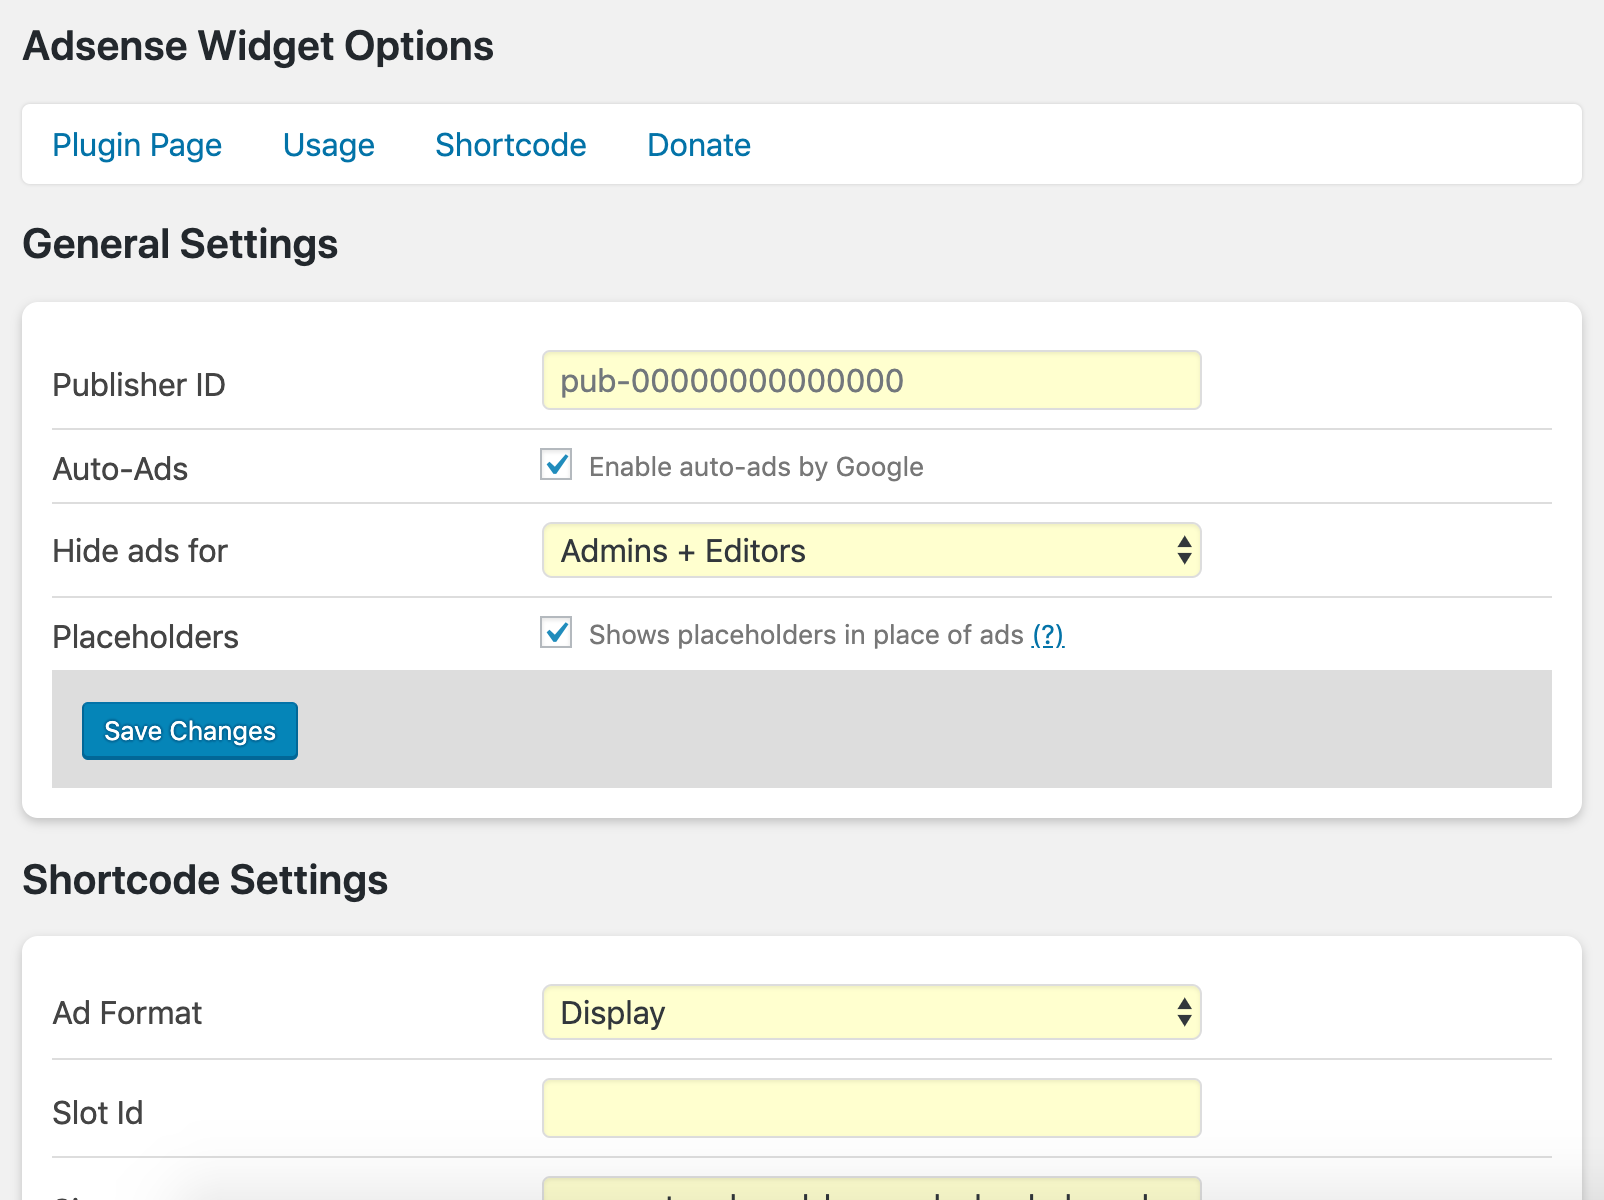 Adsense Widget Options
Plugin Page Usage Shortcode Donate
General Settings
Publisher ID pub-00000000000000
Auto-Ads Enable auto-ads by Google
Hide ads for Admins + Editors
Placeholders Shows placeholders in place of ads (?)
Save Changes
Shortcode Settings
Ad Format Display
Slot Id